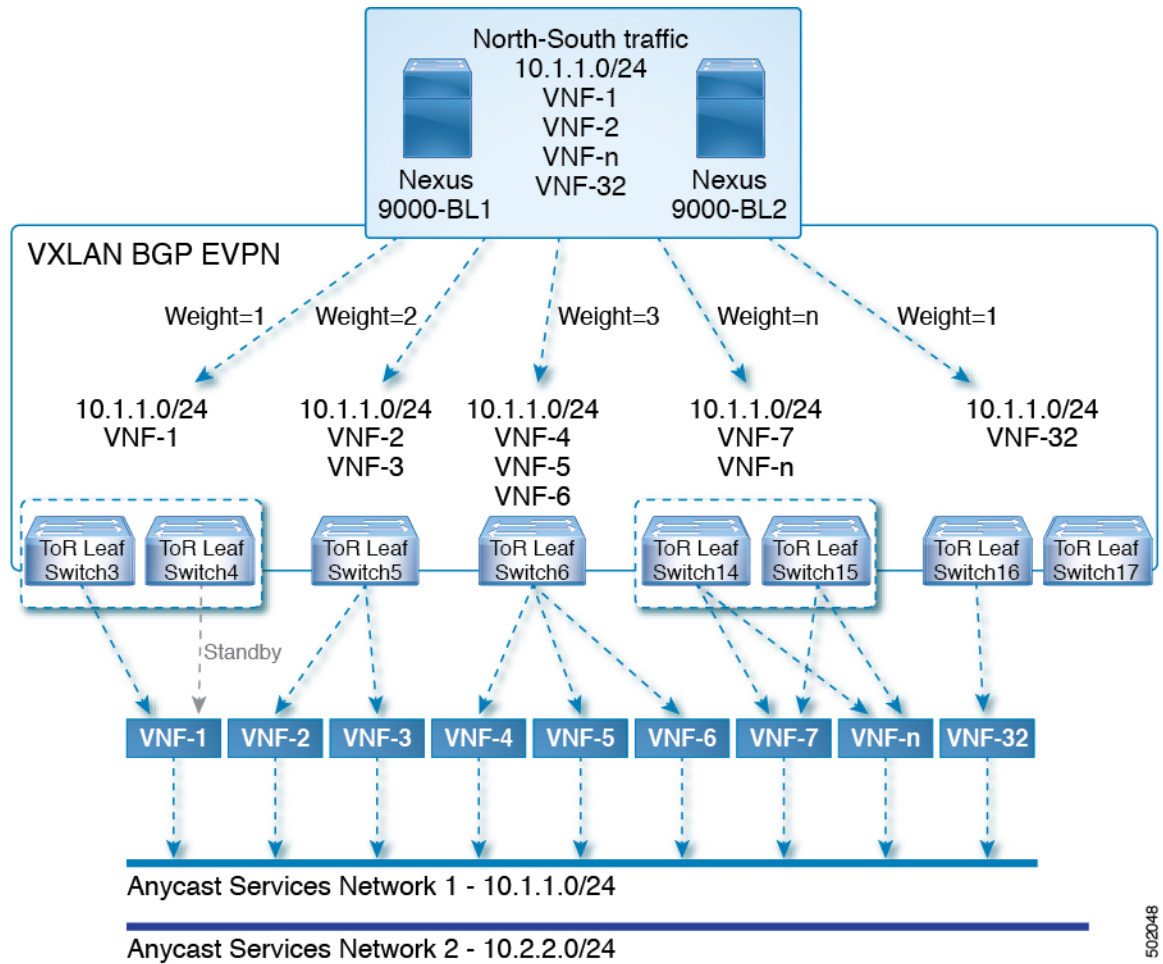 North-South traffic
10.1.1.0/24
VNF-1
VNF-2
VNF-n
VNF-32
Nexus
9000-BL1
Nexus
9000-BL2
VXLAN BGP EVPN
Weight=1
Weight=2
Weight=3
Weight=n
Weight=1
10.1.1.0/24
VNF-1
10.1.1.0/24
VNF-2
VNF-3
10.1.1.0/24
VNF-4
VNF-5
VNF-6
10.1.1.0/24
VNF-7
VNF-n
10.1.1.0/24
VNF-32
ToR Leaf
Switch3
ToR Leaf
Switch4
ToR Leaf
Switch5
ToR Leaf
Switch6
ToR Leaf
Switch14
ToR Leaf
Switch15
ToR Leaf
Switch16
ToR Leaf
Switch17
Standby
VNF-1
VNF-2
VNF-3
VNF-4
VNF-5
VNF-6
VNF-7
VNF-n
VNF-32
Anycast Services Network 1 - 10.1.1.0/24
Anycast Services Network 2 - 10.2.2.0/24
502048